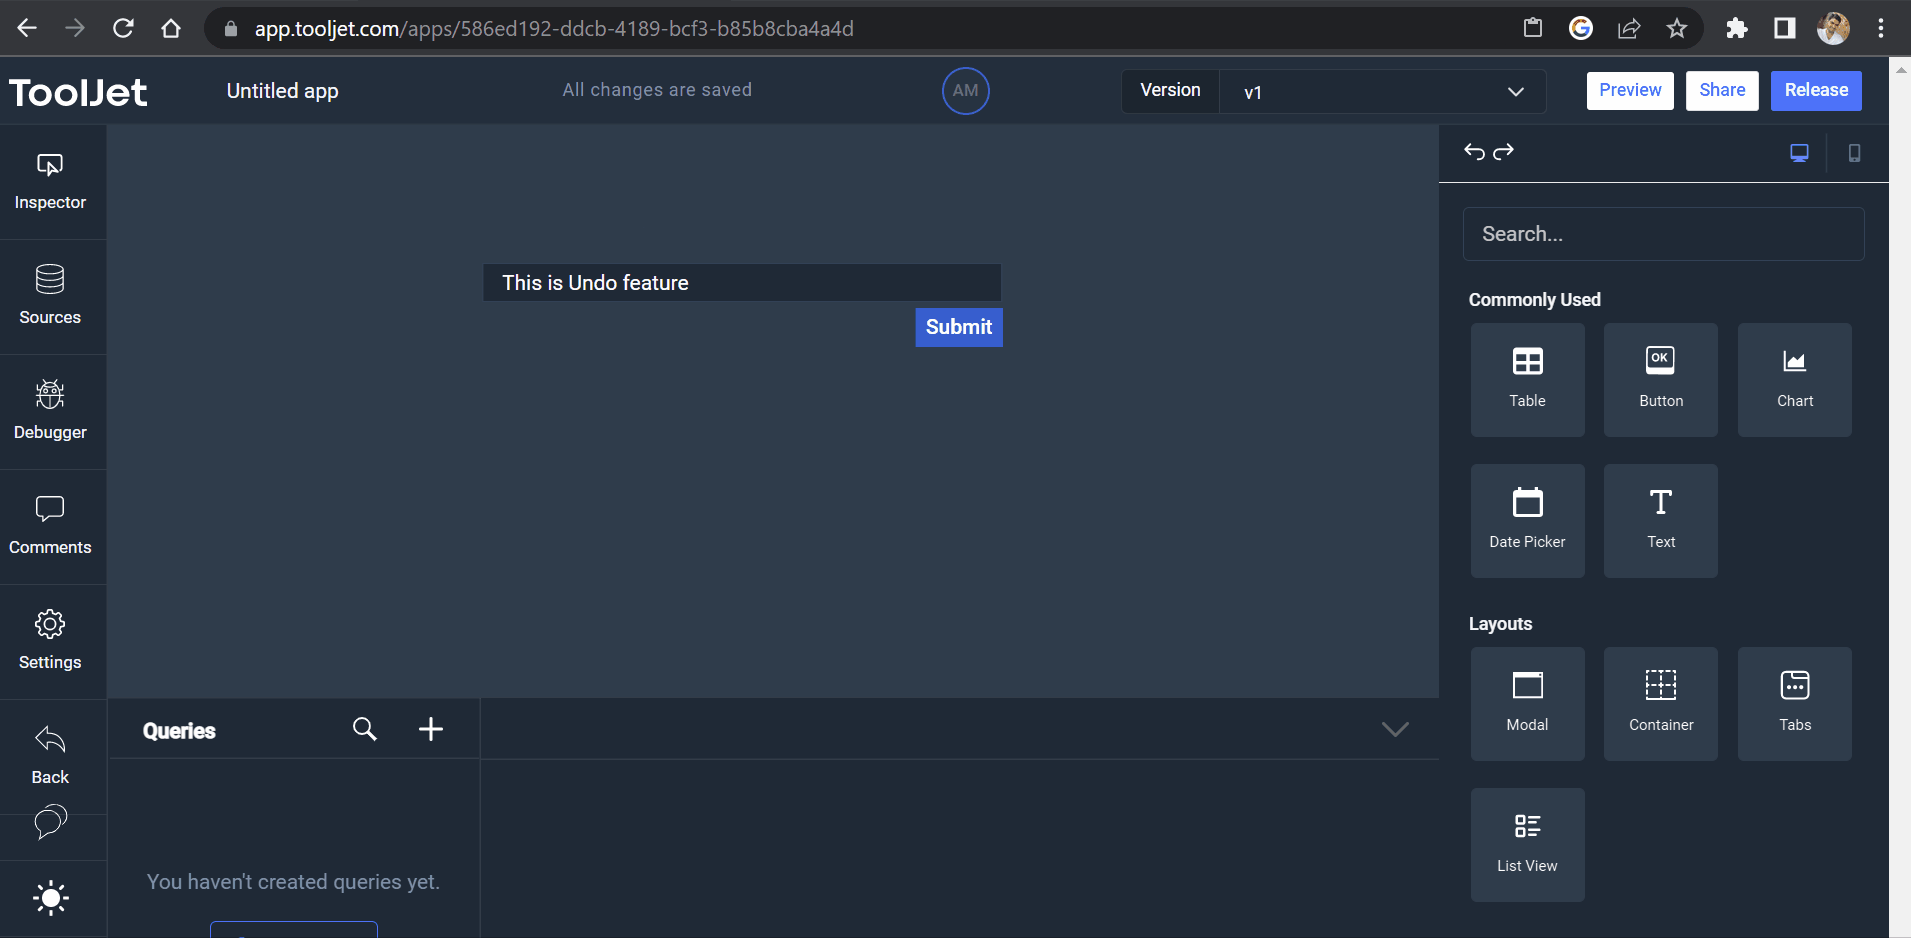 app.tooljet.com/apps/586ed192-ddcb-4189-bcf3-b85b8cba4a4d
ToolJet
Untitled app
All changes are saved
AM
Version
v1
Preview
Share
Release
Inspector
Sources
Debugger
Comments
Settings
Back
This is Undo feature
Submit
Queries
You haven't created queries yet.
Search...
Commonly Used
Table
OK
Button
Chart
Date Picker
Text
Layouts
Modal
Container
Tabs
List View